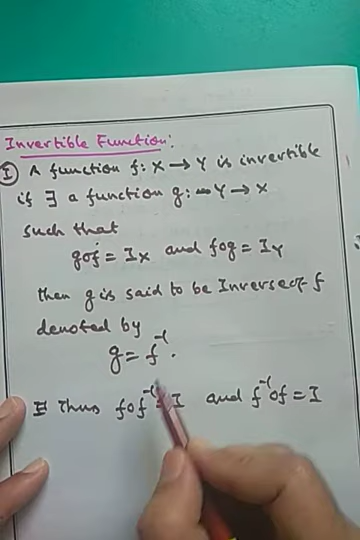 Invertible Function:
(I) A function f: X → Y is invertible
if ∃ a function g: Y → X
such that
gof = Ix and fog = Iy
then g is said to be Inverse of f
denoted by
g = f⁻¹.
Thus fof⁻¹ = I and f⁻¹of = I